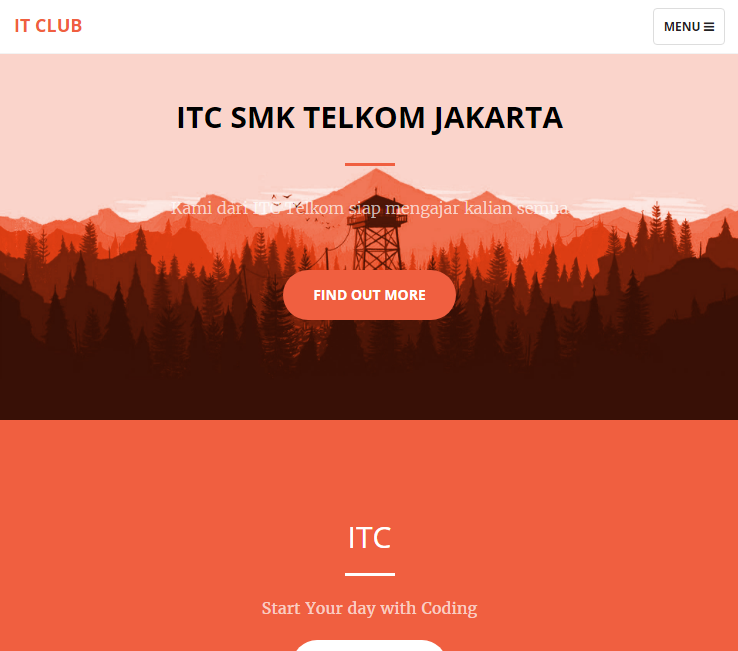 IT CLUB
MENU
ITC SMK TELKOM JAKARTA
Kami dari ITC Telkom siap mengajar kalian semua
FIND OUT MORE
ITC
Start Your day with Coding